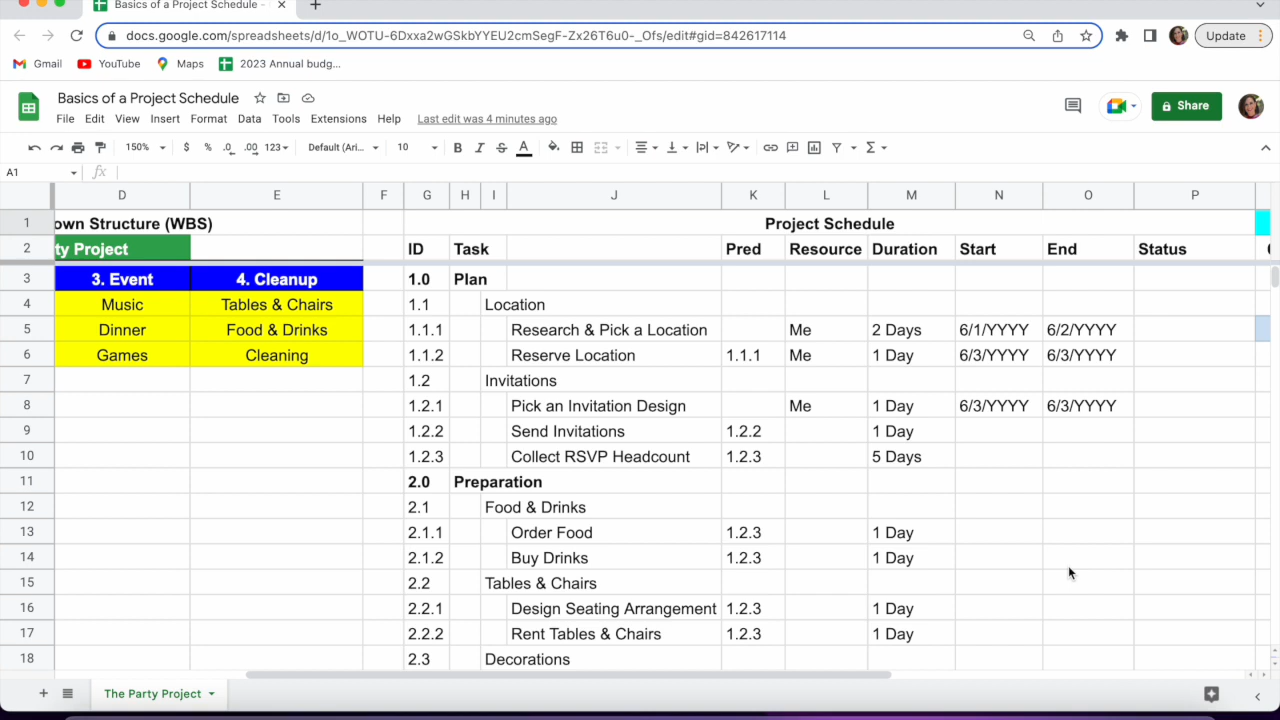 Basics of a Project Schedule -
docs.google.com/spreadsheets/d/1o_WOTU-6Dxxa2wGSkbYYEU2cmSegF-Zx26T6u0-_Ofs/edit#gid=842617114
Update
Gmail YouTube Maps 2023 Annual budg...
Basics of a Project Schedule
File Edit View Insert Format Data Tools Extensions Help Last edit was 4 minutes ago
Share
150% $ % .0 .00 123 Default (Ari... 10 B I S A
A1 fx
D E F G H I J K L M N O P
1 own Structure (WBS) Project Schedule
2 ty Project ID Task Pred Resource Duration Start End Status
3 3. Event 4. Cleanup 1.0 Plan
4 Music Tables & Chairs 1.1 Location
5 Dinner Food & Drinks 1.1.1 Research & Pick a Location Me 2 Days 6/1/YYYY 6/2/YYYY
6 Games Cleaning 1.1.2 Reserve Location 1.1.1 Me 1 Day 6/3/YYYY 6/3/YYYY
7 1.2 Invitations
8 1.2.1 Pick an Invitation Design Me 1 Day 6/3/YYYY 6/3/YYYY
9 1.2.2 Send Invitations 1.2.2 1 Day
10 1.2.3 Collect RSVP Headcount 1.2.3 5 Days
11 2.0 Preparation
12 2.1 Food & Drinks
13 2.1.1 Order Food 1.2.3 1 Day
14 2.1.2 Buy Drinks 1.2.3 1 Day
15 2.2 Tables & Chairs
16 2.2.1 Design Seating Arrangement 1.2.3 1 Day
17 2.2.2 Rent Tables & Chairs 1.2.3 1 Day
18 2.3 Decorations
The Party Project